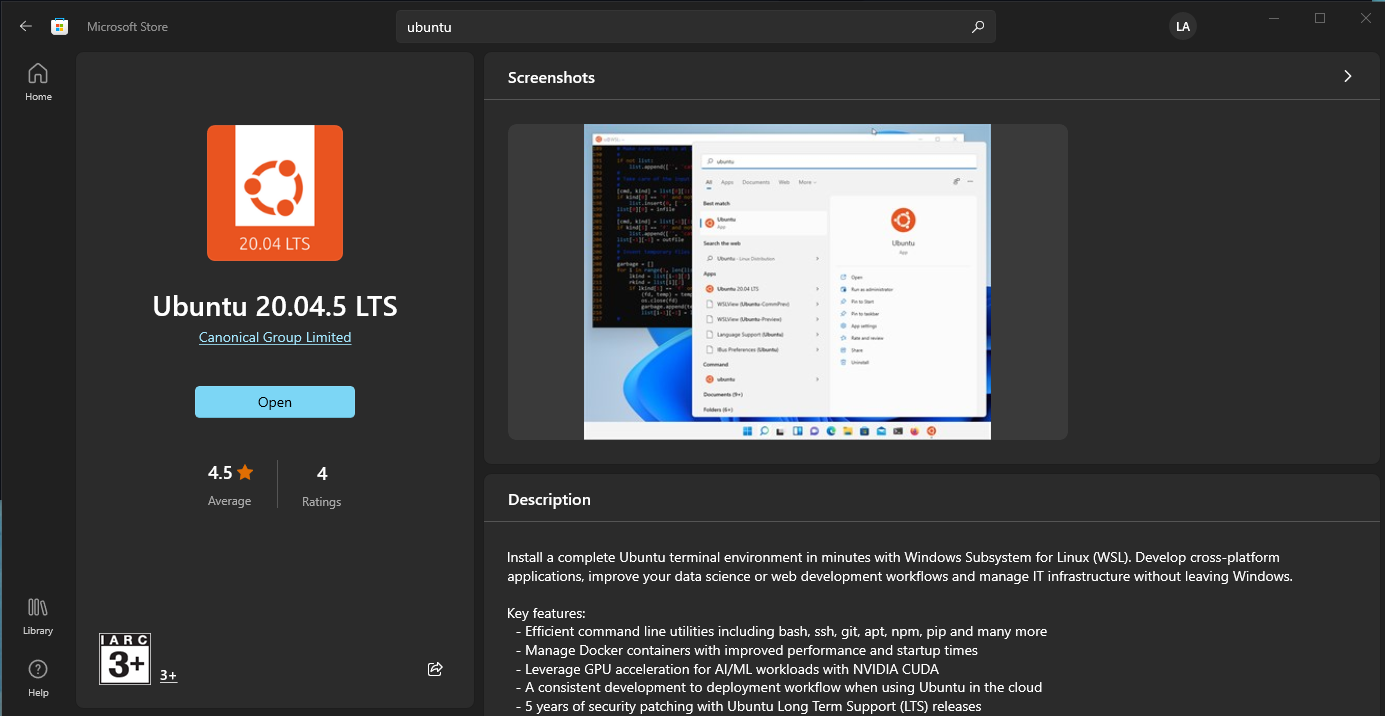 Microsoft Store
ubuntu
LA
Home
20.04 LTS
Ubuntu 20.04.5 LTS
Canonical Group Limited
Open
4.5
Average
4
Ratings
Library
Help
IARC
3+
3+
Screenshots
ubuntu
All Apps Documents Web More
Best match
Ubuntu
App
Search the web
Ubuntu - Linux Distribution
Apps
Ubuntu 20.04 LTS
WSLView (Ubuntu-CommPrev)
WSLView (Ubuntu-Preview)
Language Support (Ubuntu)
IBus Preferences (Ubuntu)
Command
ubuntu
Documents (9+)
Folders (6+)
Ubuntu
App
Open
Run as administrator
Pin to Start
Pin to taskbar
App settings
Rate and review
Share
Uninstall
Description
Install a complete Ubuntu terminal environment in minutes with Windows Subsystem for Linux (WSL). Develop cross-platform
applications, improve your data science or web development workflows and manage IT infrastructure without leaving Windows.
Key features:
- Efficient command line utilities including bash, ssh, git, apt, npm, pip and many more
- Manage Docker containers with improved performance and startup times
- Leverage GPU acceleration for AI/ML workloads with NVIDIA CUDA
- A consistent development to deployment workflow when using Ubuntu in the cloud
- 5 years of security patching with Ubuntu Long Term Support (LTS) releases